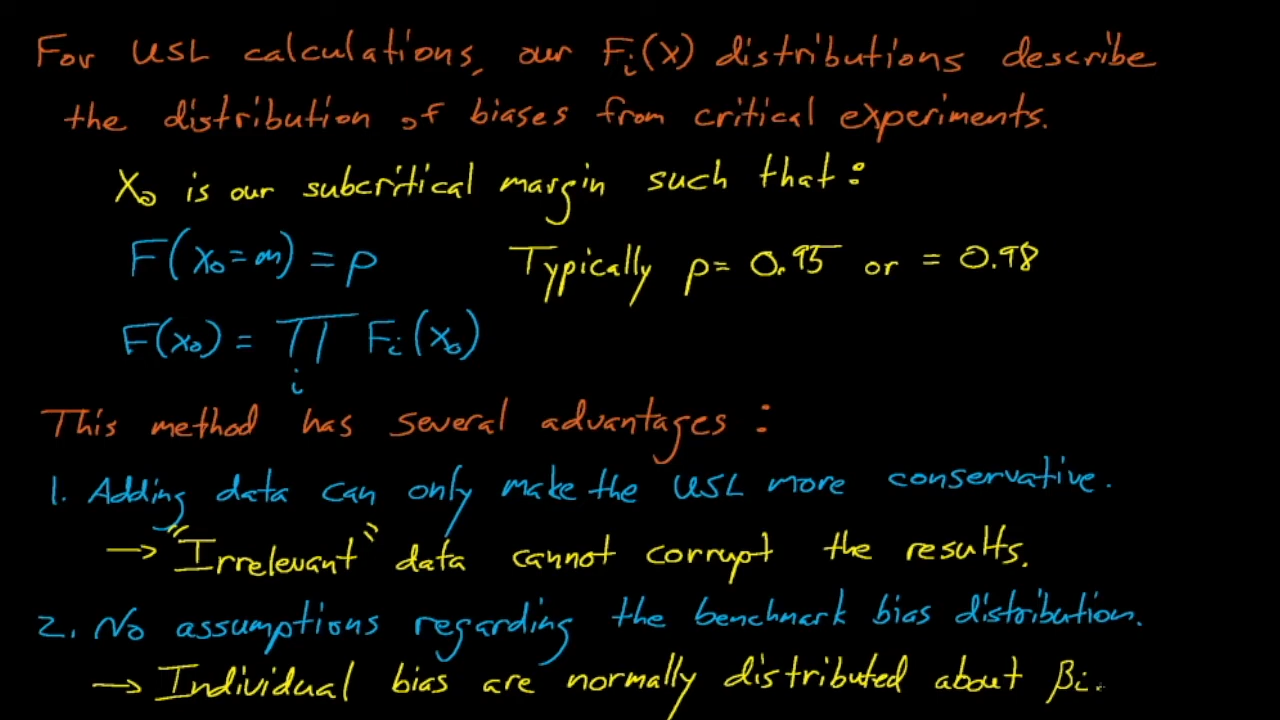 For USL calculations, our Fᵢ(x) distributions describe
the distribution of biases from critical experiments.
X₀ is our subcritical margin such that:
F(x₀=m) = p    Typically p = 0.95 or = 0.98
F(x₀) = ∏ᵢ Fᵢ(x₀)
This method has several advantages:
1. Adding data can only make the USL more conservative.
→ "Irrelevant" data cannot corrupt the results.
2. No assumptions regarding the benchmark bias distribution.
→ Individual bias are normally distributed about βᵢ.